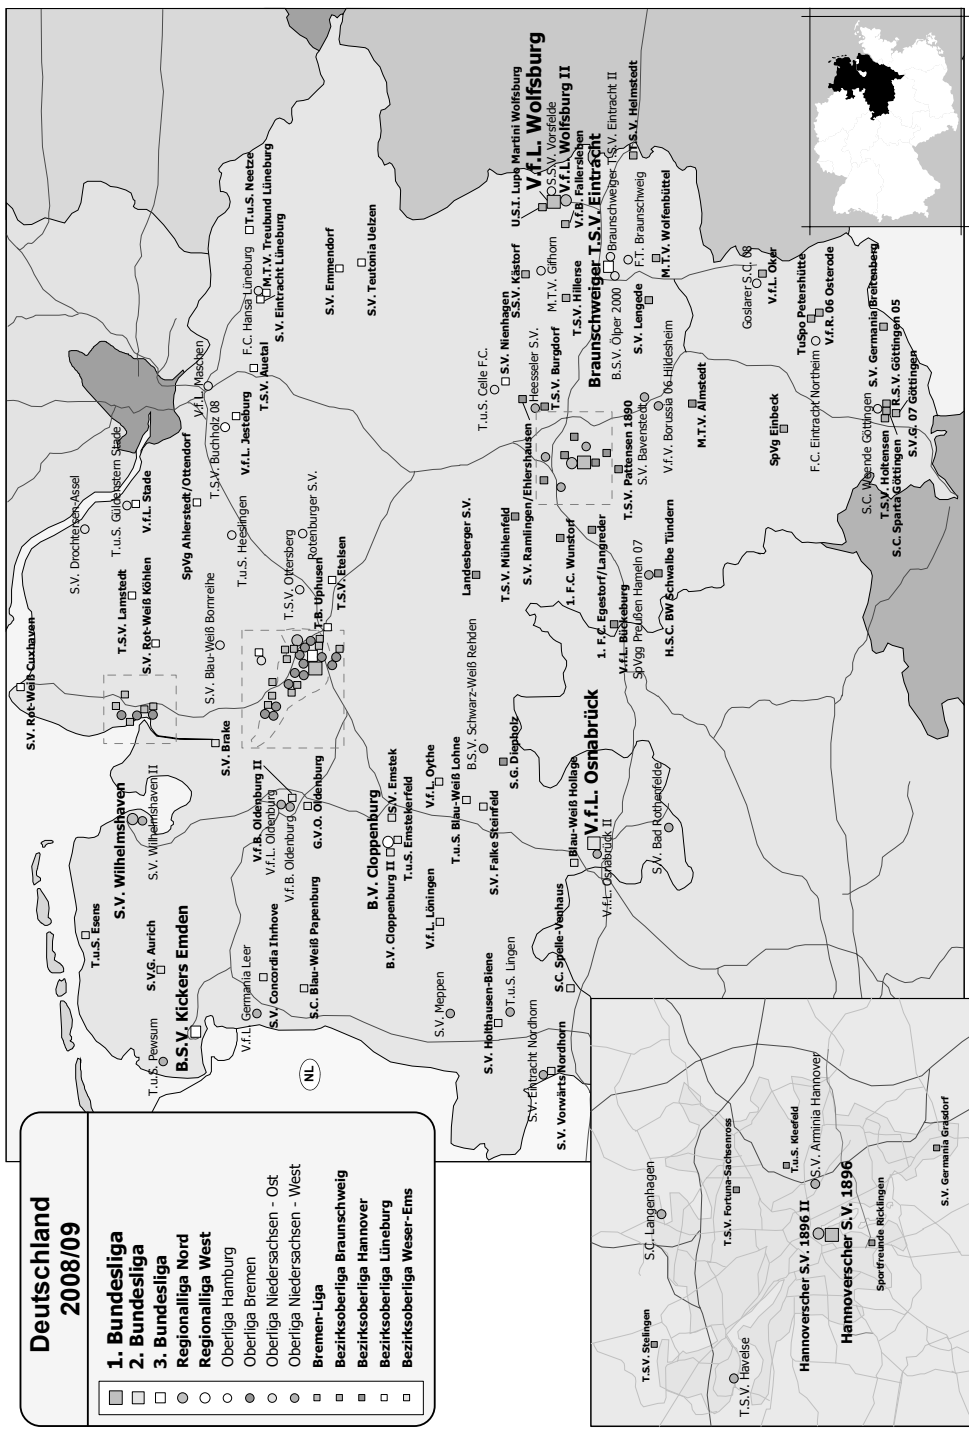 Deutschland
2008/09
1. Bundesliga
2. Bundesliga
3. Bundesliga
Regionalliga Nord
Regionalliga West
Oberliga Hamburg
Oberliga Bremen
Oberliga Niedersachsen - Ost
Oberliga Niedersachsen - West
Bremen-Liga
Bezirksoberliga Braunschweig
Bezirksoberliga Hannover
Bezirksoberliga Lüneburg
Bezirksoberliga Weser-Ems
NL
S.V. Rot-Weiß Cuxhaven
S.V. Drochtersen-Assel
T.u.S. Güldenstern Stade
V.f.L. Stade
T.S.V. Lamstedt
S.V. Rot-Weiß Köhlen
SpVg Ahlerstedt/Ottendorf
S.V. Blau-Weiß Bornreihe
S.V. Brake
V.f.L. Maschen
T.S.V. Buchholz 08
V.f.L. Jesteburg
T.S.V. Auetal
T.u.S. Heeslingen
F.C. Hansa Lüneburg
T.u.S. Neetze
M.T.V. Treubund Lüneburg
S.V. Eintracht Lüneburg
S.V. Emmendorf
S.V. Teutonia Uelzen
T.S.V. Ottersberg
Rotenburger S.V.
T.B. Uphusen
T.S.V. Etelsen
T.u.S. Esens
S.V. Wilhelmshaven
S.V. Wilhelmshaven II
S.V.G. Aurich
T.u.S. Pewsum
B.S.V. Kickers Emden
V.f.L. Germania Leer
S.V. Concordia Ihrhove
S.C. Blau-Weiß Papenburg
V.f.B. Oldenburg II
V.f.L. Oldenburg
V.f.B. Oldenburg
G.V.O. Oldenburg
B.V. Cloppenburg
B.V. Cloppenburg II
S.V. Emstek
T.u.S. Emstekerfeld
V.f.L. Löningen
V.f.L. Oythe
T.u.S. Blau-Weiß Lohne
S.V. Falke Steinfeld
B.S.V. Schwarz-Weiß Rehden
S.G. Diepholz
S.V. Meppen
S.V. Holthausen-Biene
T.u.S. Lingen
S.V. Eintracht Nordhorn
S.V. Vorwärts Nordhorn
S.C. Spelle-Venhaus
Blau-Weiß Hollage
V.f.L. Osnabrück
V.f.L. Osnabrück II
S.V. Bad Rothenfelde
Landesberger S.V.
T.S.V. Mühlenfeld
S.V. Ramlingen/Ehlershausen
1. F.C. Wunstorf
1. F.C. Egestorf/Langreder
V.f.L. Bückeburg
SpVgg Preußen Hameln 07
H.S.C. BW Schwalbe Tündern
T.u.S. Celle F.C.
S.V. Nienhagen
Heesseler S.V.
T.S.V. Burgdorf
T.S.V. Pattensen 1890
S.V. Bavenstedt
V.f.V. Borussia 06 Hildesheim
M.T.V. Almstedt
U.S.I. Lupo Martini Wolfsburg
V.f.L. Wolfsburg
S.S.V. Vorsfelde
V.f.L. Wolfsburg II
V.f.B. Fallersleben
S.S.V. Kästorf
M.T.V. Gifhorn
T.S.V. Hillerse
Braunschweiger T.S.V. Eintracht
Braunschweiger T.S.V. Eintracht II
B.S.V. Ölper 2000
T.S.V. Helmstedt
F.T. Braunschweig
M.T.V. Wolfenbüttel
S.V. Lengede
Goslarer S.C. 08
V.f.L. Oker
TuSpo Petershütte
V.f.R. 06 Osterode
SpVg Einbeck
F.C. Eintracht Northeim
S.V. Germania Breitenberg
S.C. Weende Göttingen
T.S.V. Holtensen
S.C. Sparta Göttingen
R.S.V. Göttingen 05
S.V.G. 07 Göttingen
S.C. Langenhagen
T.S.V. Fortuna-Sachsenross
T.u.S. Kleefeld
S.V. Arminia Hannover
Hannoverscher S.V. 1896 II
Hannoverscher S.V. 1896
Sportfreunde Ricklingen
S.V. Germania Grasdorf
T.S.V. Stelingen
T.S.V. Havelse